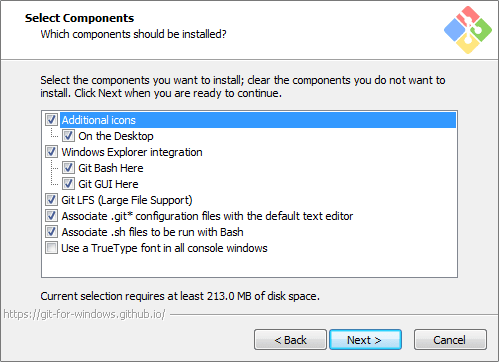 Select Components
Which components should be installed?
Select the components you want to install; clear the components you do not want to
install. Click Next when you are ready to continue.
Additional icons
On the Desktop
Windows Explorer integration
Git Bash Here
Git GUI Here
Git LFS (Large File Support)
Associate .git* configuration files with the default text editor
Associate .sh files to be run with Bash
Use a TrueType font in all console windows
Current selection requires at least 213.0 MB of disk space.
https://git-for-windows.github.io/
< Back
Next >
Cancel